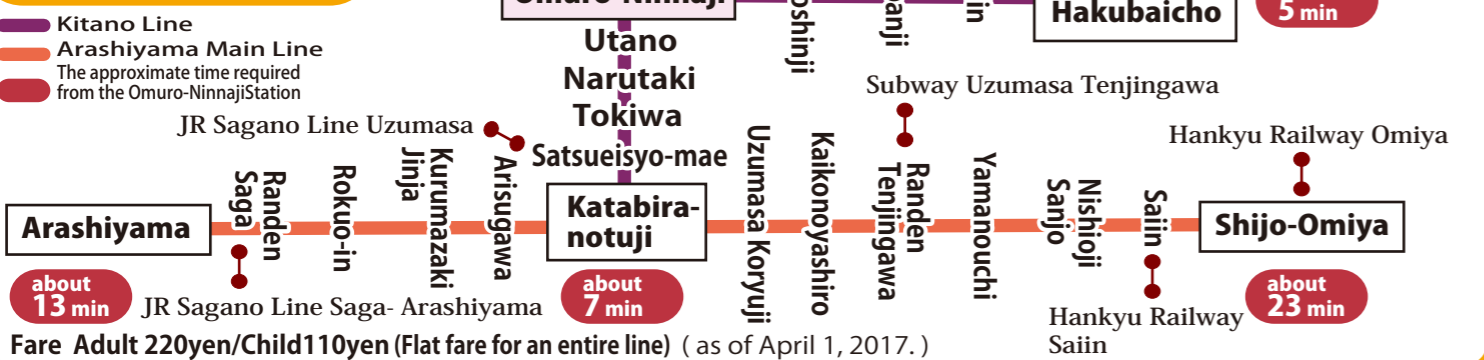 Omuro-Ninnaji
Hakubaicho
5 min
Kitano Line
Arashiyama Main Line
The approximate time required
from the Omuro-NinnajiStation
Utano
Narutaki
Tokiwa
Satsueisyo-mae
Subway Uzumasa Tenjingawa
JR Sagano Line Uzumasa
Hankyu Railway Omiya
Arashiyama
Randen
Saga
Rokuo-in
Kurumazaki
Jinja
Arisugawa
Katabira-
notuji
Uzumasa Koryuji
Kaikonoyashiro
Randen
Tenjingawa
Yamanouchi
Nishioji
Sanjo
Saiin
Shijo-Omiya
about
13 min
JR Sagano Line Saga- Arashiyama
about
7 min
Hankyu Railway
Saiin
about
23 min
Fare Adult 220yen/Child110yen (Flat fare for an entire line) ( as of April 1, 2017. )